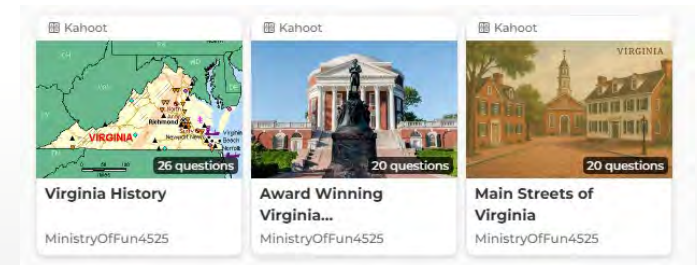 Kahoot
VIRGINIA
Richmond
26 questions
Virginia History
MinistryOfFun4525
Kahoot
20 questions
Award Winning
Virginia...
MinistryOfFun4525
Kahoot
VIRGINIA
20 questions
Main Streets of
Virginia
MinistryOfFun4525